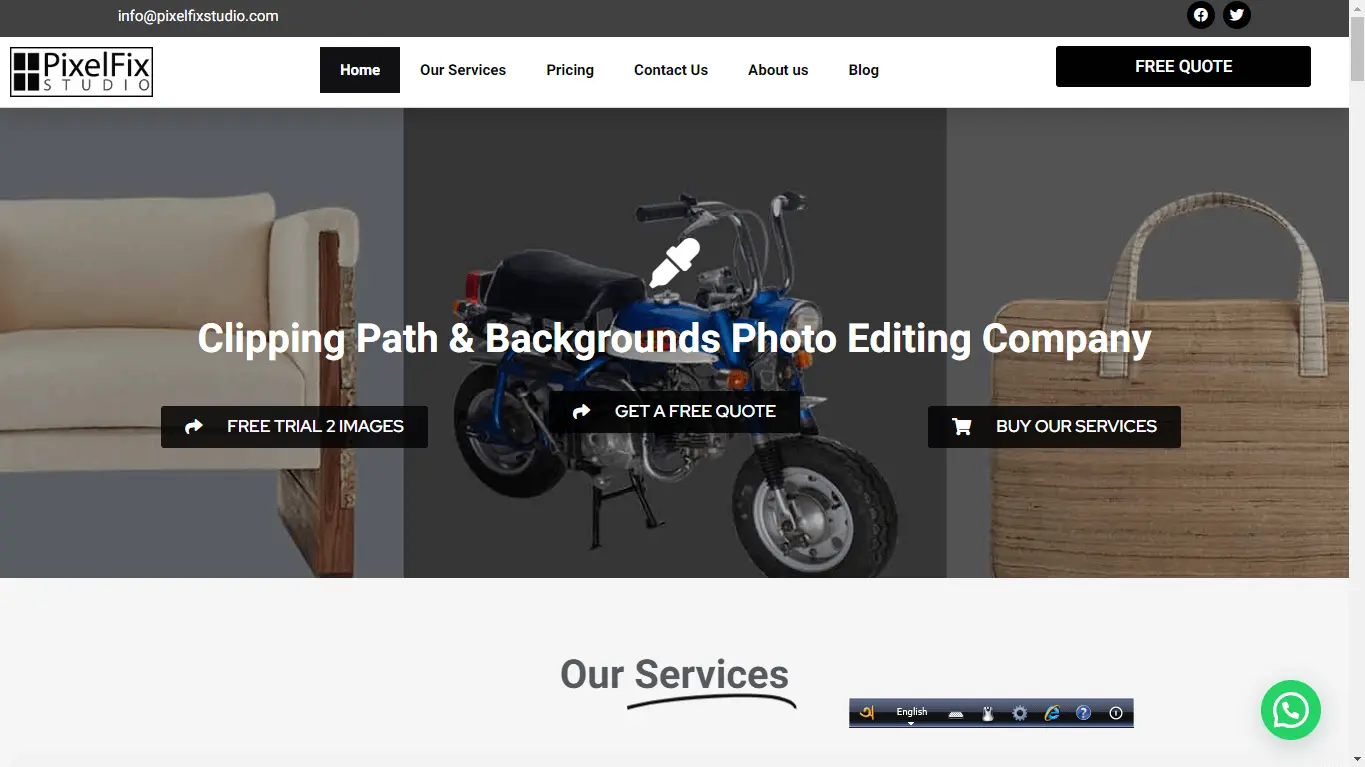 info@pixelfixstudio.com
PixelFix
STUDIO
Home
Our Services
Pricing
Contact Us
About us
Blog
FREE QUOTE
Clipping Path & Backgrounds Photo Editing Company
FREE TRIAL 2 IMAGES
GET A FREE QUOTE
BUY OUR SERVICES
Our Services
অ
English